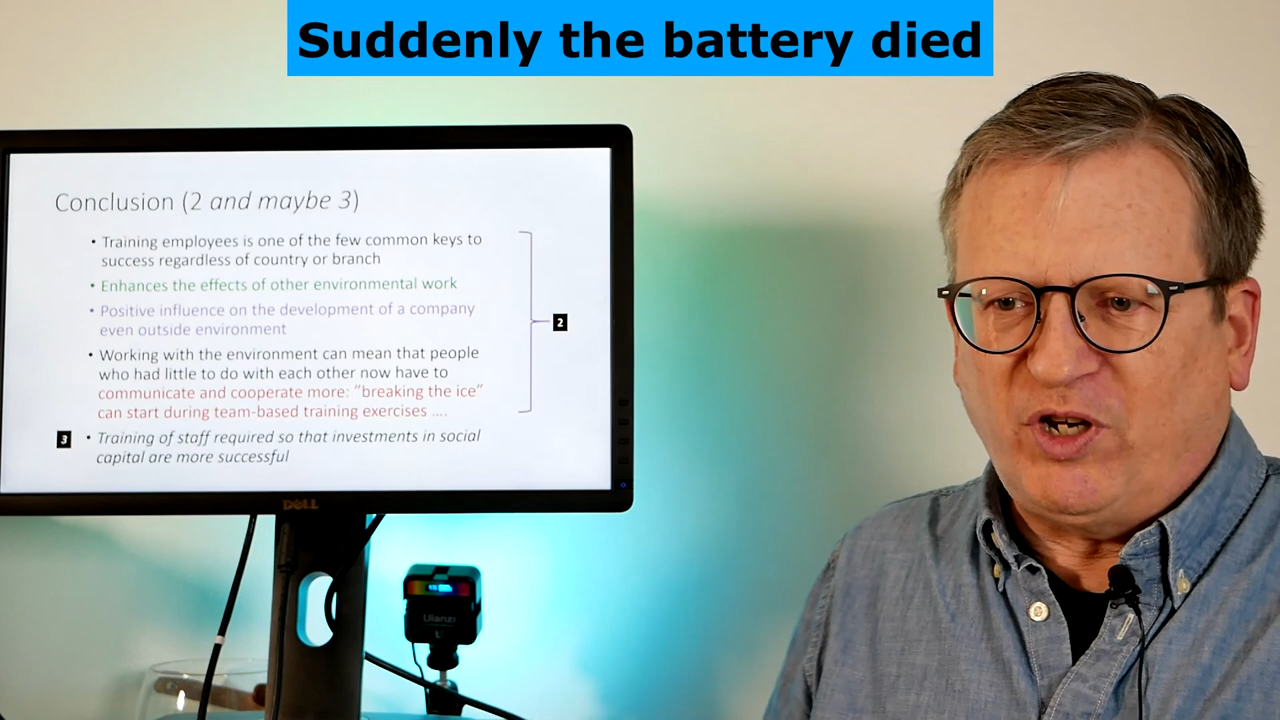 Suddenly the battery died
Conclusion (2 and maybe 3)
• Training employees is one of the few common keys to
success regardless of country or branch
• Enhances the effects of other environmental work
• Positive influence on the development of a company
even outside environment
2
• Working with the environment can mean that people
who had little to do with each other now have to
communicate and cooperate more: ”breaking the ice”
can start during team-based training exercises ....
3 • Training of staff required so that investments in social
capital are more successful
DELL
Ulanzi